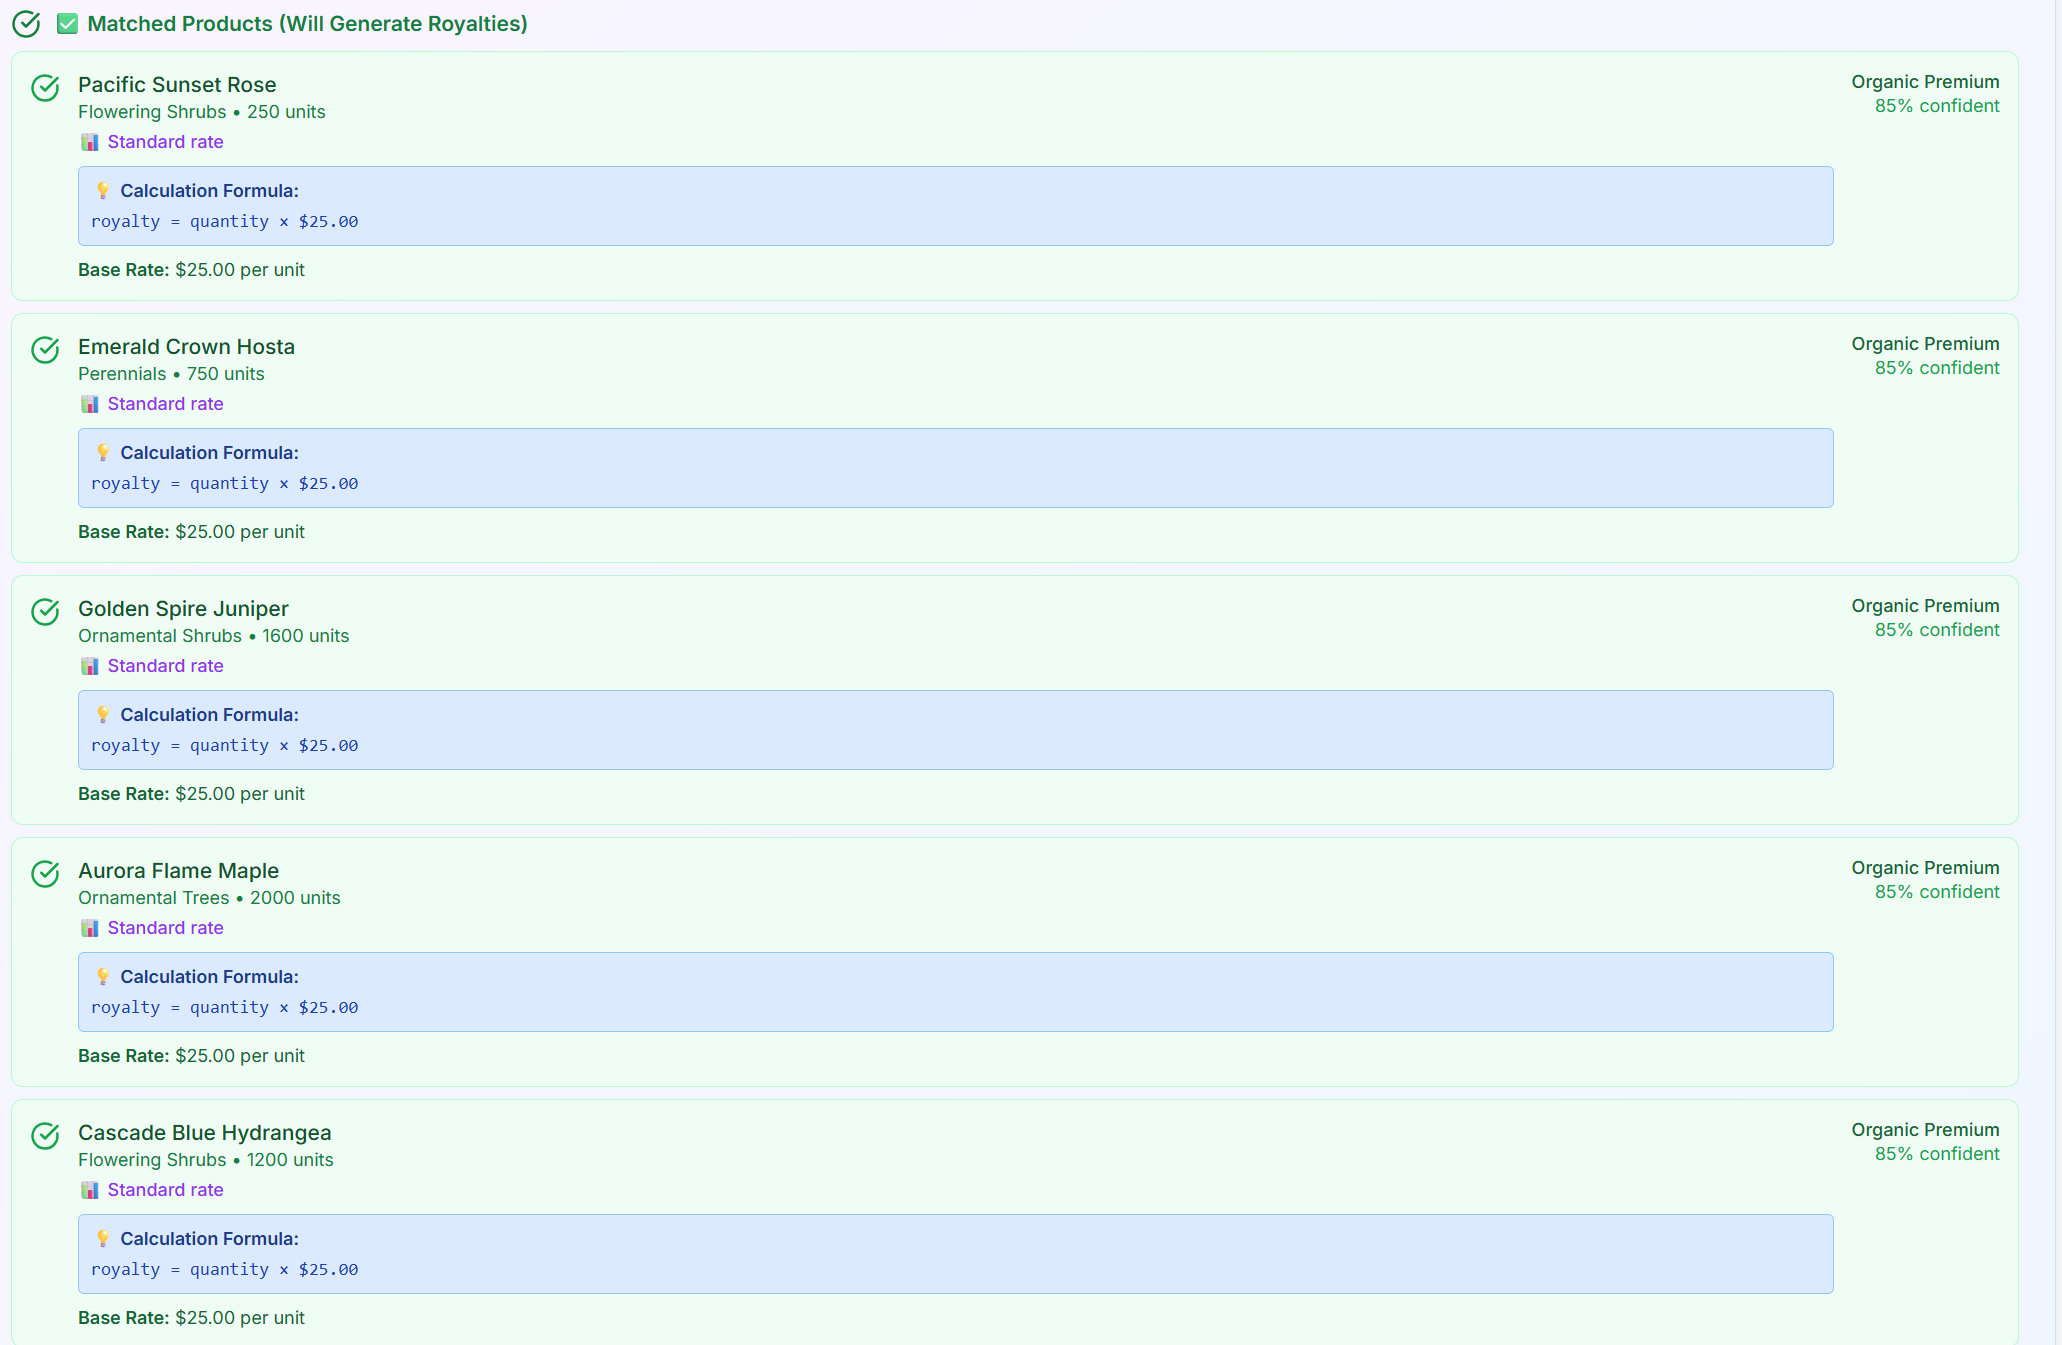 ✅ Matched Products (Will Generate Royalties)
Pacific Sunset Rose
Organic Premium
Flowering Shrubs • 250 units
85% confident
📊 Standard rate
💡 Calculation Formula:
royalty = quantity × $25.00
Base Rate: $25.00 per unit
Emerald Crown Hosta
Organic Premium
Perennials • 750 units
85% confident
📊 Standard rate
💡 Calculation Formula:
royalty = quantity × $25.00
Base Rate: $25.00 per unit
Golden Spire Juniper
Organic Premium
Ornamental Shrubs • 1600 units
85% confident
📊 Standard rate
💡 Calculation Formula:
royalty = quantity × $25.00
Base Rate: $25.00 per unit
Aurora Flame Maple
Organic Premium
Ornamental Trees • 2000 units
85% confident
📊 Standard rate
💡 Calculation Formula:
royalty = quantity × $25.00
Base Rate: $25.00 per unit
Cascade Blue Hydrangea
Organic Premium
Flowering Shrubs • 1200 units
85% confident
📊 Standard rate
💡 Calculation Formula:
royalty = quantity × $25.00
Base Rate: $25.00 per unit